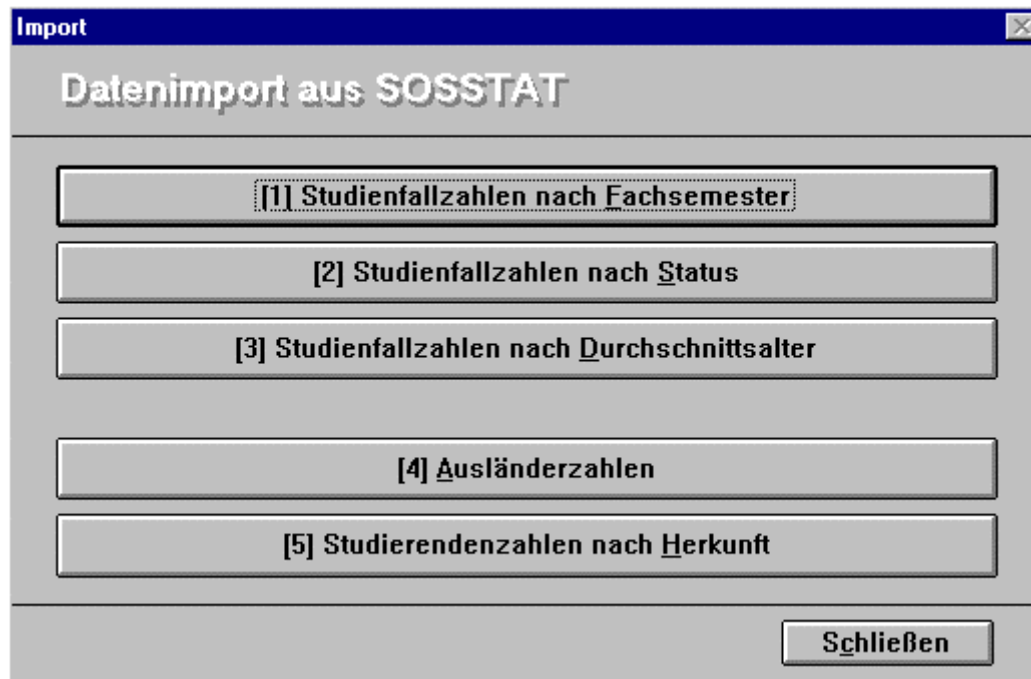 Import
Datenimport aus SOSSTAT
[1] Studienfallzahlen nach Fachsemester
[2] Studienfallzahlen nach Status
[3] Studienfallzahlen nach Durchschnittsalter
[4] Ausländerzahlen
[5] Studierendenzahlen nach Herkunft
Schließen